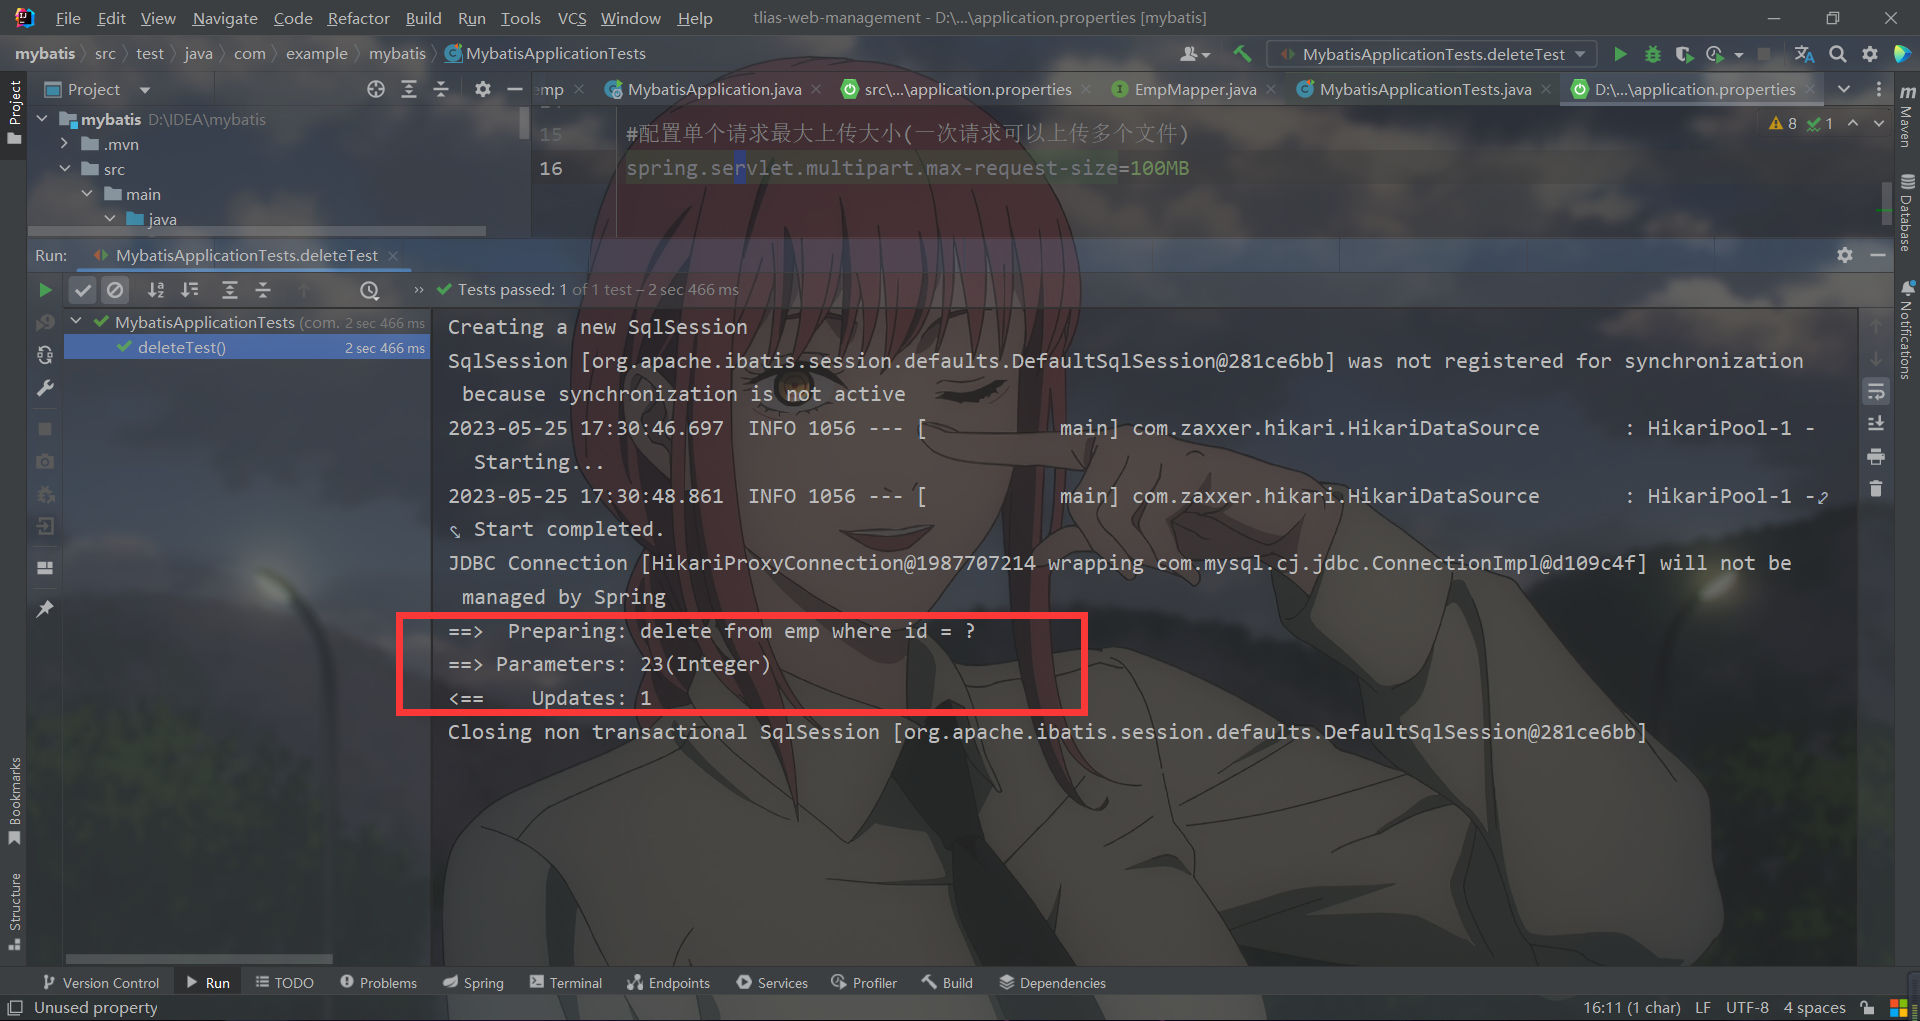 File Edit View Navigate Code Refactor Build Run Tools VCS Window Help tlias-web-management - D:\...\application.properties [mybatis]
mybatis src test java com example mybatis MybatisApplicationTests MybatisApplicationTests.deleteTest
Project emp MybatisApplication.java src\...\application.properties EmpMapper.java MybatisApplicationTests.java D:\...\application.properties
mybatis D:\IDEA\mybatis
.mvn
src
main
java
15 #配置单个请求最大上传大小(一次请求可以上传多个文件)
16 spring.servlet.multipart.max-request-size=100MB
8 1
Project
Maven
Database
Notifications
Run: MybatisApplicationTests.deleteTest
Tests passed: 1 of 1 test – 2 sec 466 ms
MybatisApplicationTests (com. 2 sec 466 ms
deleteTest() 2 sec 466 ms
Creating a new SqlSession
SqlSession [org.apache.ibatis.session.defaults.DefaultSqlSession@281ce6bb] was not registered for synchronization
because synchronization is not active
2023-05-25 17:30:46.697  INFO 1056 --- [           main] com.zaxxer.hikari.HikariDataSource       : HikariPool-1 -
Starting...
2023-05-25 17:30:48.861  INFO 1056 --- [           main] com.zaxxer.hikari.HikariDataSource       : HikariPool-1 -
Start completed.
JDBC Connection [HikariProxyConnection@1987707214 wrapping com.mysql.cj.jdbc.ConnectionImpl@d109c4f] will not be
managed by Spring
==>  Preparing: delete from emp where id = ?
==> Parameters: 23(Integer)
<==    Updates: 1
Closing non transactional SqlSession [org.apache.ibatis.session.defaults.DefaultSqlSession@281ce6bb]
Bookmarks
Structure
Version Control Run TODO Problems Spring Terminal Endpoints Services Profiler Build Dependencies
Unused property 16:11 (1 char) LF UTF-8 4 spaces